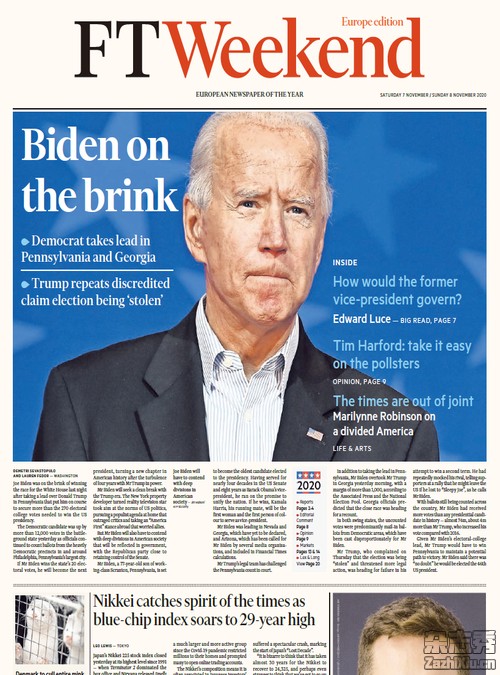 Europe edition
FTWeekend
EUROPEAN NEWSPAPER OF THE YEAR
SATURDAY 7 NOVEMBER / SUNDAY 8 NOVEMBER 2020
Biden on
the brink
Democrat takes lead in
Pennsylvania and Georgia
Trump repeats discredited
claim election being ‘stolen’
INSIDE
How would the former
vice-president govern?
Edward Luce — BIG READ, PAGE 7
Tim Harford: take it easy
on the pollsters
OPINION, PAGE 9
The times are out of joint
Marilynne Robinson on
a divided America
LIFE & ARTS
DEMETRI SEVASTOPULO
AND LAUREN FEDOR — WASHINGTON
Joe Biden was on the brink of winning
the race for the White House last night
after taking a lead over Donald Trump
in Pennsylvania that put him on course
to secure more than the 270 electoral
college votes needed to win the US
presidency.
The Democratic candidate was up by
more than 12,000 votes in the battle-
ground state pending as officials con-
tinued to count ballots from the heavily
Democratic precincts in and around
Philadelphia, Pennsylvania's largest city.
If Mr Biden wins the state's 20 elec-
toral votes, he will become the next
president, turning a new chapter in
American history after the turbulence
of four years with Mr Trump in power.
Mr Biden will seek a clean break with
the Trump era. The New York property
developer turned reality television star
took aim at the norms of US politics,
pursuing a populist agenda at home that
outraged critics and taking an "America
First" stance abroad that worried allies.
But Mr Biden will also have to contend
with deep divisions in American society
that will be reflected in government,
with the Republican party close to
retaining control of the Senate.
Mr Biden, a 77-year-old son of work-
ing-class Scranton, Pennsylvania, is set
Joe Biden will
have to contend
with deep
divisions in
American
society
to become the oldest candidate elected
to the presidency. Having served for
nearly four decades in the US Senate
and eight years as Barack Obama's vice-
president, he ran on the promise to
unify the nation. If he wins, Kamala
Harris, his running mate, will be the
first woman and the first person of col-
our to serve as vice-president.
Mr Biden was leading in Nevada and
Georgia, which have yet to be declared,
and Arizona, which has been called for
Mr Biden by several media organisa-
tions, and included in Financial Times
calculations.
Mr Trump's legal team has challenged
the Pennsylvania count in court.
2020
Reports
Pages 2-4
Editorial
Comment
Page 8
Opinion
Page 9
Markets
Pages 13 & 14
Lex & Long
View Page 20
In addition to taking the lead in Penn-
sylvania, Mr Biden overtook Mr Trump
in Georgia yesterday morning, with a
margin of more than 1,000, according to
the Associated Press and the National
Election Pool. Georgia officials pre-
dicted that the close race was heading
for a recount.
In both swing states, the uncounted
votes were predominantly mail-in bal-
lots from Democratic areas, which have
been cast disproportionately for Mr
Biden.
Mr Trump, who complained on
Thursday that the election was being
"stolen" and threatened more legal
action, was heading for failure in his
attempt to win a second term. He had
repeatedly mocked his rival, telling sup-
porters at a rally that he might leave the
US if he lost to "Sleepy Joe", as he calls
Mr Biden.
With ballots still being counted across
the country, Mr Biden had received
more votes than any presidential candi-
date in history — almost 74m, about 4m
more than Mr Trump, who increased his
vote compared with 2016.
Given Mr Biden's electoral-college
lead, Mr Trump would have to win
Pennsylvania to maintain a potential
path to victory. Mr Biden said there was
"no doubt" he would be elected the 46th
US president.
Nikkei catches spirit of the times as
blue-chip index soars to 29-year high
LEO LEWIS — TOKYO
Japan's Nikkei 225 stock index closed
yesterday at its highest level since 1991
— when Terminator 2 dominated the
a much larger and more active group
since the Covid-19 pandemic restricted
millions to their homes and prompted
many to open online trading accounts.
The Nikkei's composition means it is
suffered a spectacular crash, marking
the start of Japan's "Lost Decade".
"It is bizarre to think that it has taken
almost 30 years for the Nikkei to
recover to 24,325, and perhaps even
Denmark to cull entire mink
杂志秀
ZaZhiXiu.cn